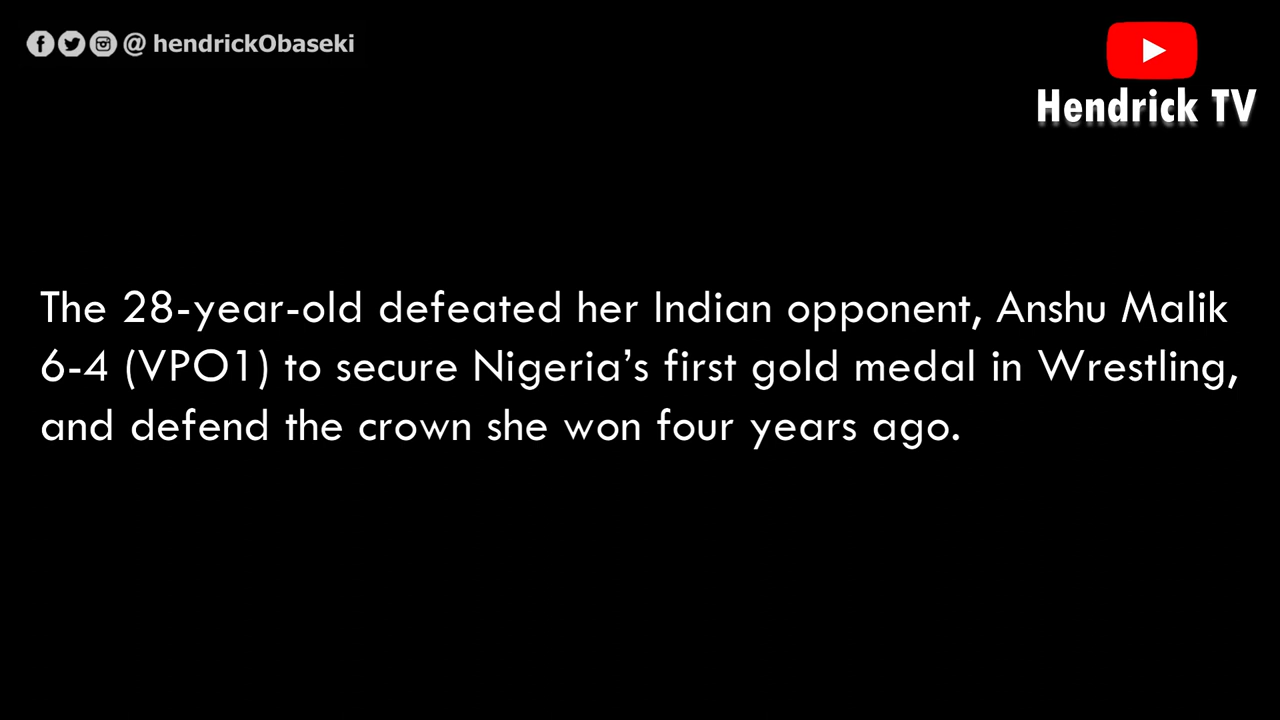 @ hendrickObaseki
Hendrick TV
The 28-year-old defeated her Indian opponent, Anshu Malik
6-4 (VPO1) to secure Nigeria’s first gold medal in Wrestling,
and defend the crown she won four years ago.